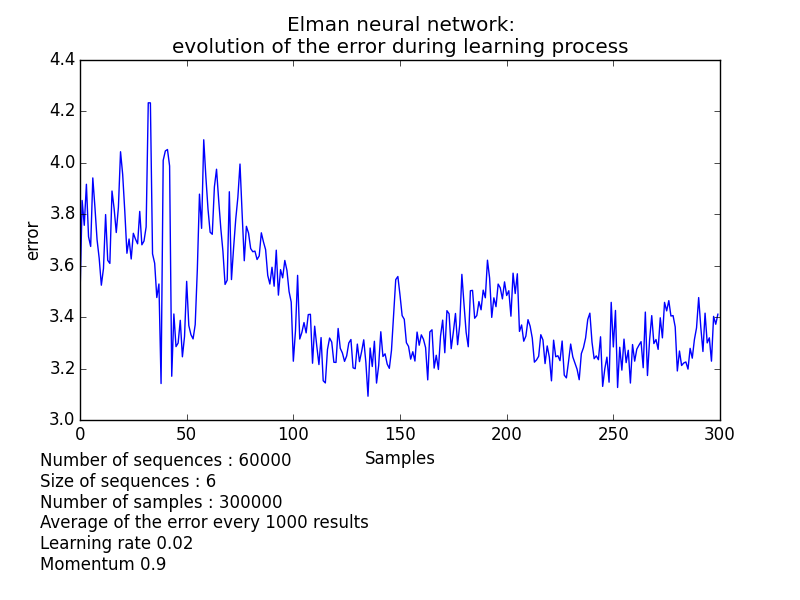 Elman neural network:
evolution of the error during learning process
4.4
4.2
4.0
3.8
3.6
3.4
3.2
3.0
error
0 50 100 150 200 250 300
Samples
Number of sequences : 60000
Size of sequences : 6
Number of samples : 300000
Average of the error every 1000 results
Learning rate 0.02
Momentum 0.9